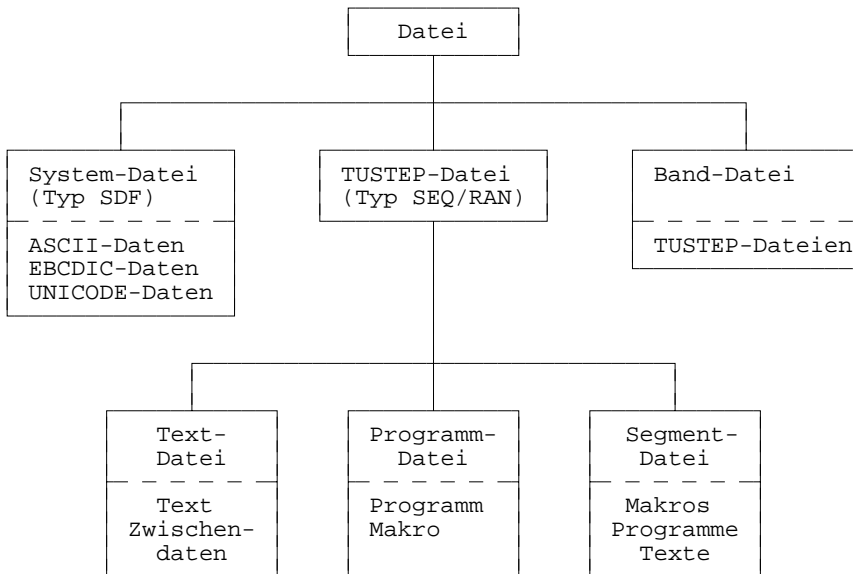 Datei
System-Datei
(Typ SDF)
ASCII-Daten
EBCDIC-Daten
UNICODE-Daten
TUSTEP-Datei
(Typ SEQ/RAN)
Band-Datei
TUSTEP-Dateien
Text-
Datei
Text
Zwischen-
daten
Programm-
Datei
Programm
Makro
Segment-
Datei
Makros
Programme
Texte